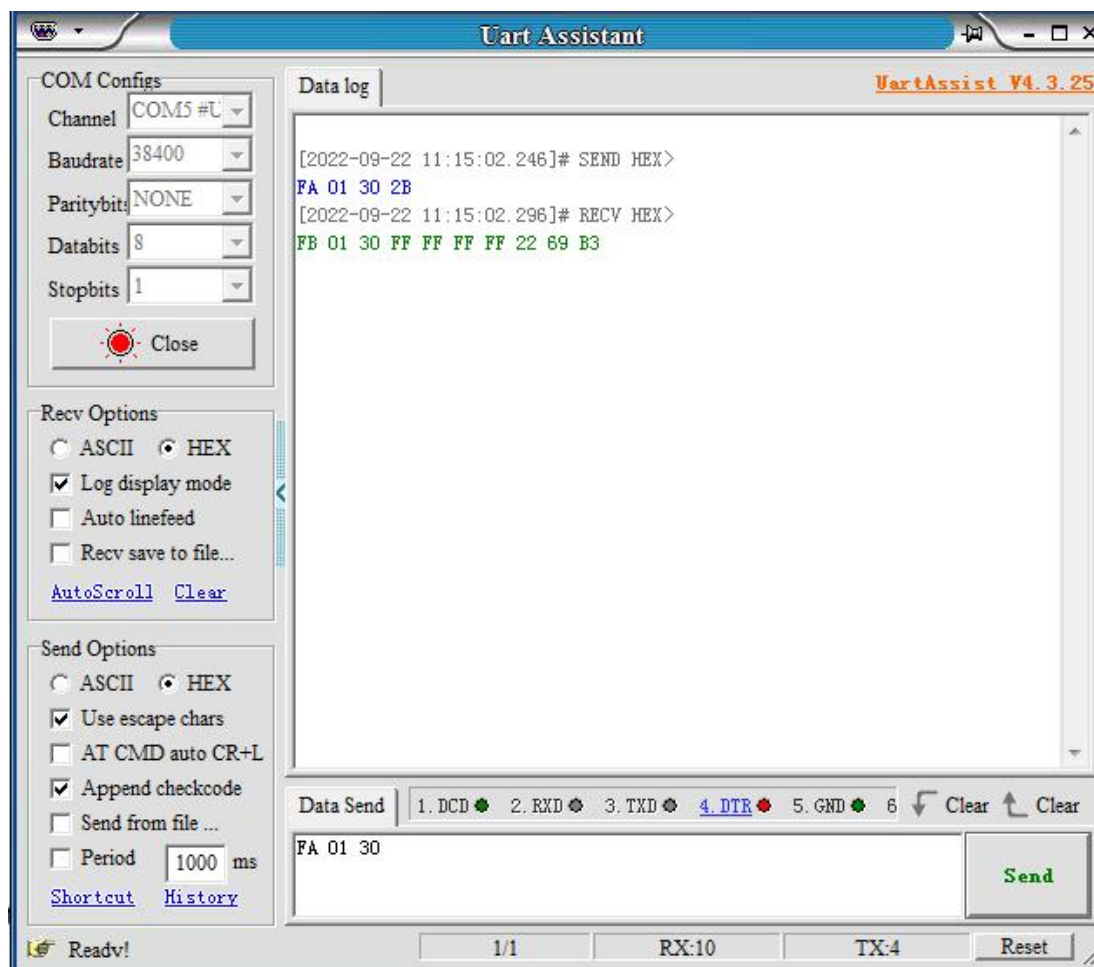 Uart Assistant
COM Configs
Channel COM5 #U
Baudrate 38400
Paritybits NONE
Databits 8
Stopbits 1
Close
Recv Options
ASCII HEX
Log display mode
Auto linefeed
Recv save to file...
AutoScroll Clear
Send Options
ASCII HEX
Use escape chars
AT CMD auto CR+L
Append checkcode
Send from file ...
Period 1000 ms
Shortcut History
Data log UartAssist V4.3.25
[2022-09-22 11:15:02.246]# SEND HEX>
FA 01 30 2B
[2022-09-22 11:15:02.296]# RECV HEX>
FB 01 30 FF FF FF FF 22 69 B3
Data Send 1. DCD 2. RXD 3. TXD 4. DTR 5. GND 6 Clear Clear
FA 01 30
Send
Ready! 1/1 RX:10 TX:4 Reset